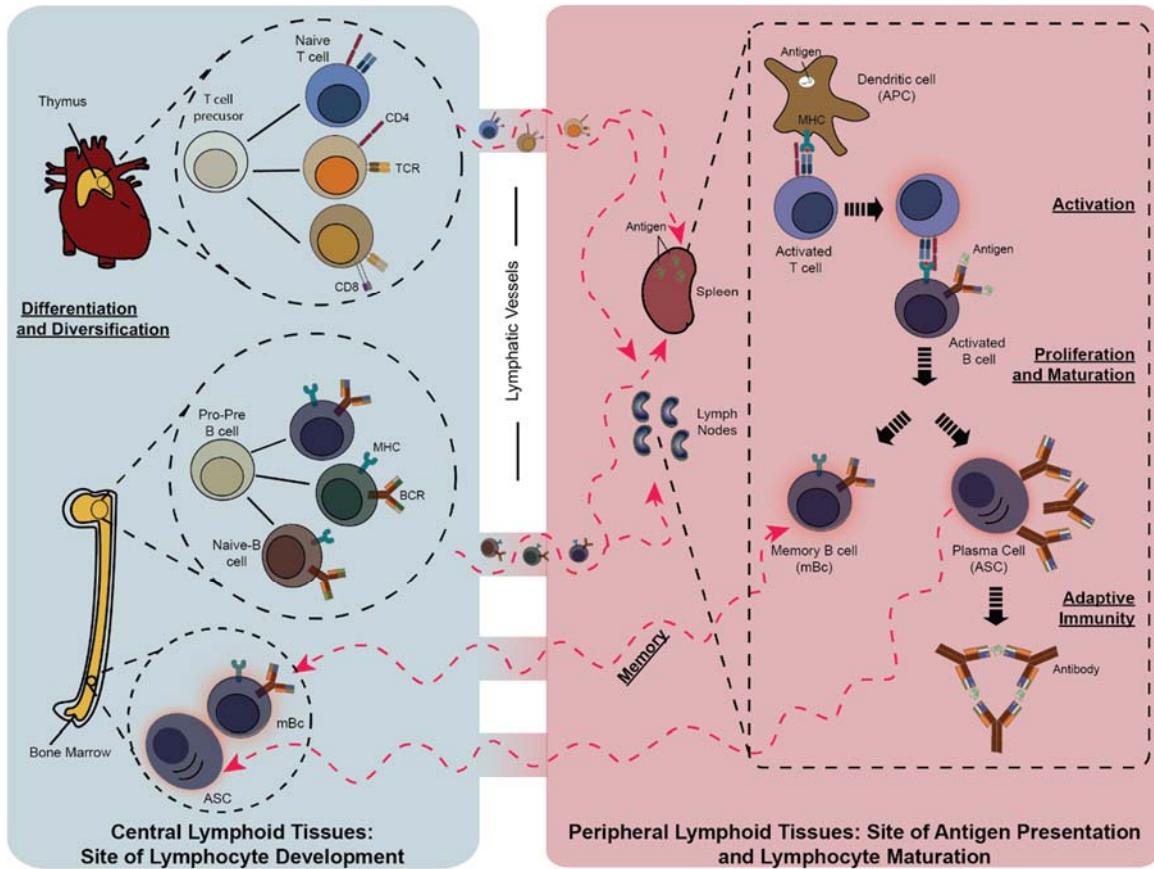 Thymus
T cell
precusor
Naive
T cell
CD4
TCR
CD8
Differentiation
and Diversification
Pro-Pre
B cell
MHC
BCR
Naive-B
cell
mBc
ASC
Bone Marrow
Central Lymphoid Tissues:
Site of Lymphocyte Development
Lymphatic Vessels
Memory
Antigen
Spleen
Lymph
Nodes
Antigen
Dendritic cell
(APC)
MHC
Activated
T cell
Activation
Antigen
Activated
B cell
Proliferation
and Maturation
Memory B cell
(mBc)
Plasma Cell
(ASC)
Adaptive
Immunity
Antibody
Peripheral Lymphoid Tissues: Site of Antigen Presentation
and Lymphocyte Maturation